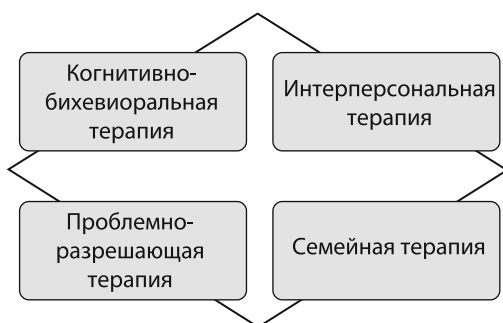 Когнитивно-
бихевиоральная
терапия
Интерперсональная
терапия
Проблемно-
разрешающая
терапия
Семейная терапия